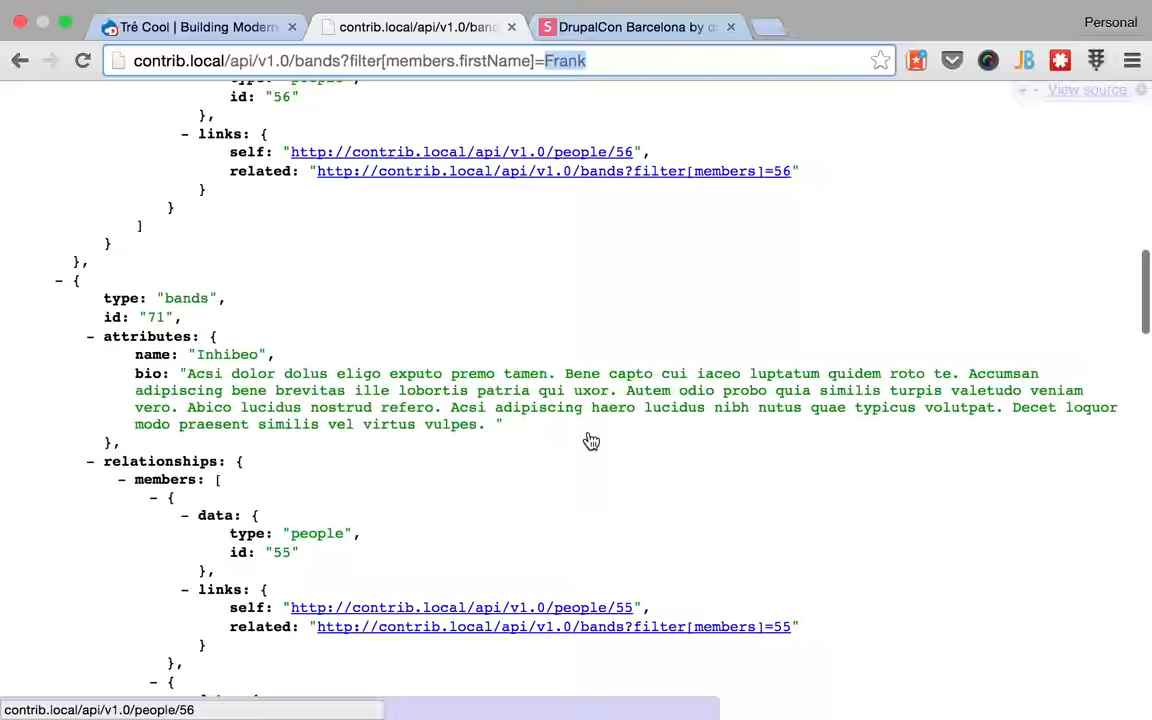 Tré Cool | Building Modern
contrib.local/api/v1.0/band
DrupalCon Barcelona by
Personal
contrib.local/api/v1.0/bands?filter[members.firstName]=Frank
+ - View source
type: "people",
id: "56"
},
- links: {
self: "http://contrib.local/api/v1.0/people/56",
related: "http://contrib.local/api/v1.0/bands?filter[members]=56"
}
}
]
}
},
- {
type: "bands",
id: "71",
- attributes: {
name: "Inhibeo",
bio: "Acsi dolor dolus eligo exputo premo tamen. Bene capto cui iaceo luptatum quidem roto te. Accumsan
adipiscing bene brevitas ille lobortis patria qui uxor. Autem odio probo quia similis turpis valetudo veniam
vero. Abico lucidus nostrud refero. Acsi adipiscing haero lucidus nibh nutus quae typicus volutpat. Decet loquor
modo praesent similis vel virtus vulpes. "
},
- relationships: {
- members: [
- {
- data: {
type: "people",
id: "55"
},
- links: {
self: "http://contrib.local/api/v1.0/people/55",
related: "http://contrib.local/api/v1.0/bands?filter[members]=55"
}
},
- {
contrib.local/api/v1.0/people/56